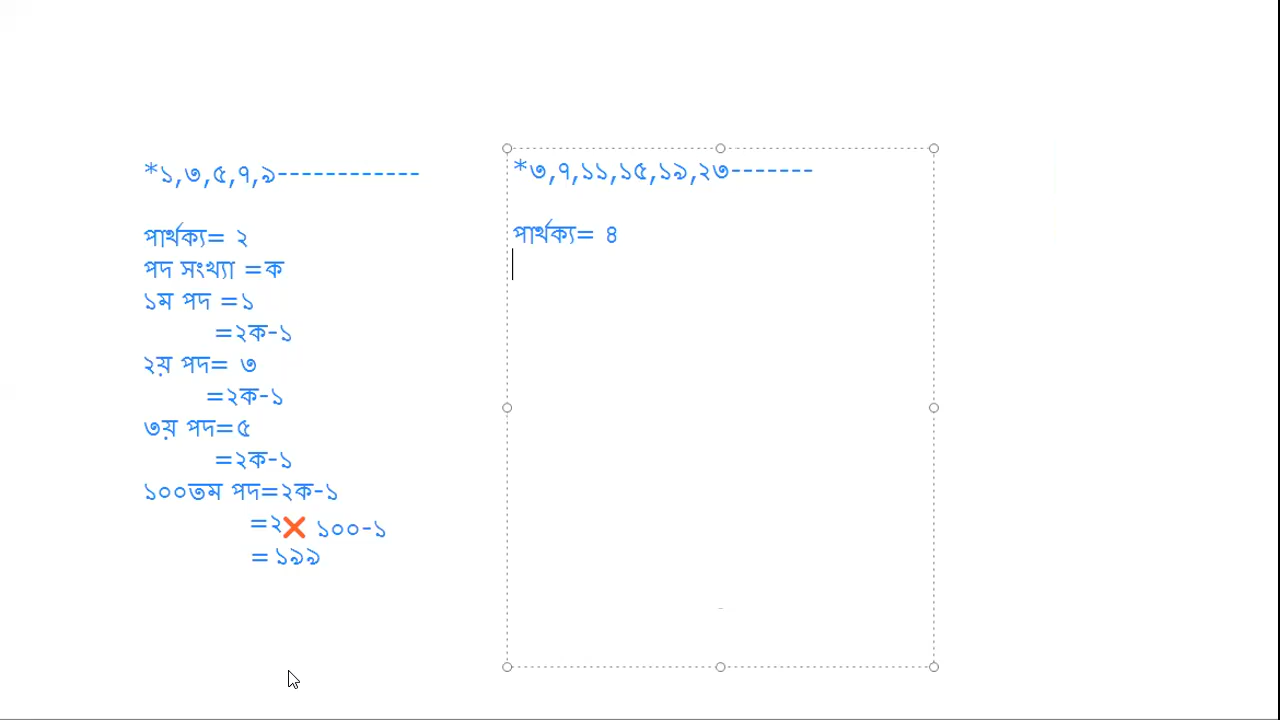 *১,৩,৫,৭,৯------------
পার্থক্য= ২
পদ সংখ্যা =ক
১ম পদ =১
=২ক-১
২য় পদ= ৩
=২ক-১
৩য় পদ=৫
=২ক-১
১০০তম পদ=২ক-১
=২❌ ১০০-১
= ১৯৯
*৩,৭,১১,১৫,১৯,২৩-------
পার্থক্য= ৪